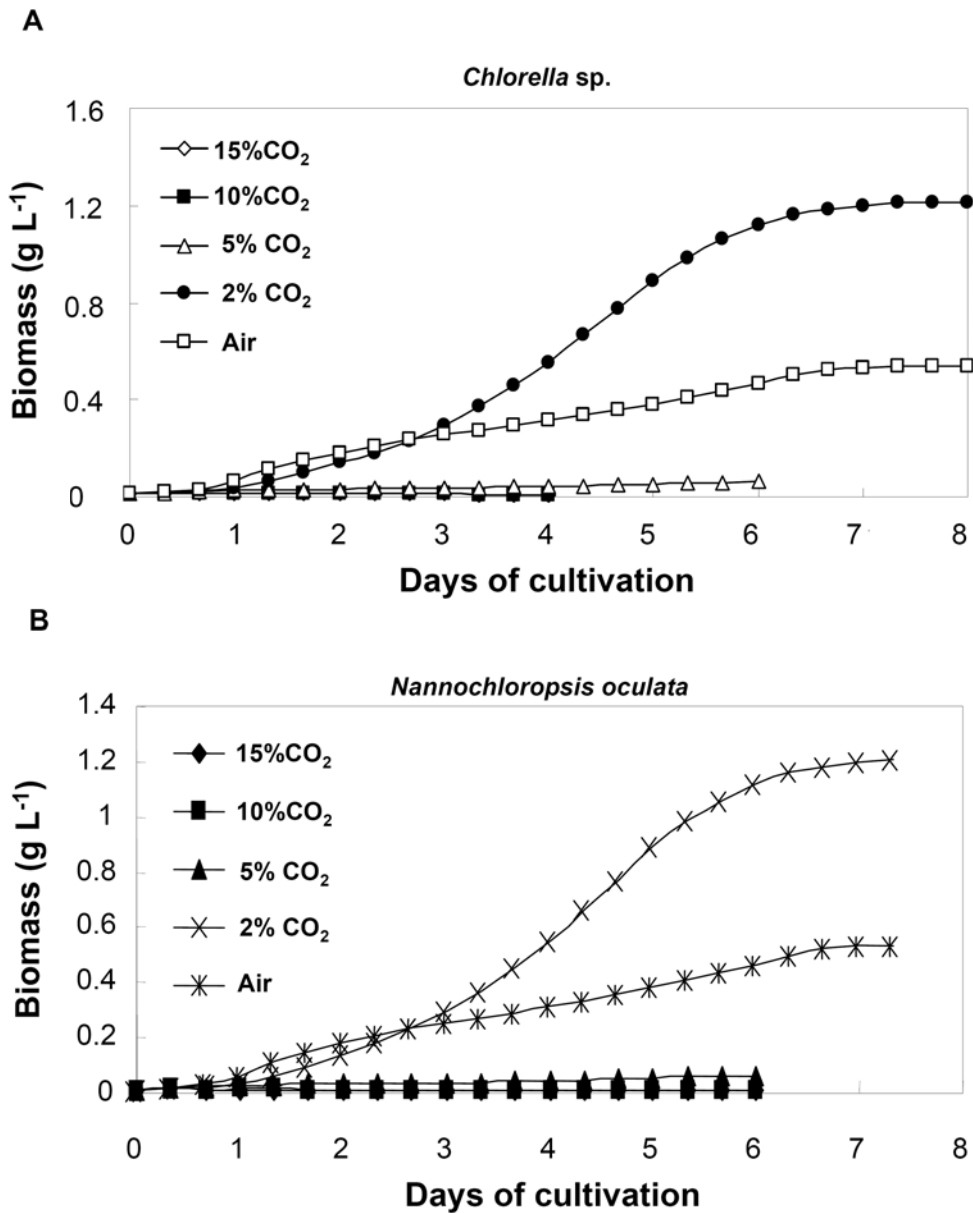 A
Chlorella sp.
1.6
1.2
0.8
0.4
0
15%CO₂
10%CO₂
5% CO₂
2% CO₂
Air
Biomass (g L⁻¹)
0 1 2 3 4 5 6 7 8
Days of cultivation
B
Nannochloropsis oculata
1.4
1.2
1
0.8
0.6
0.4
0.2
0
15%CO₂
10%CO₂
5% CO₂
2% CO₂
Air
Biomass (g L⁻¹)
0 1 2 3 4 5 6 7 8
Days of cultivation